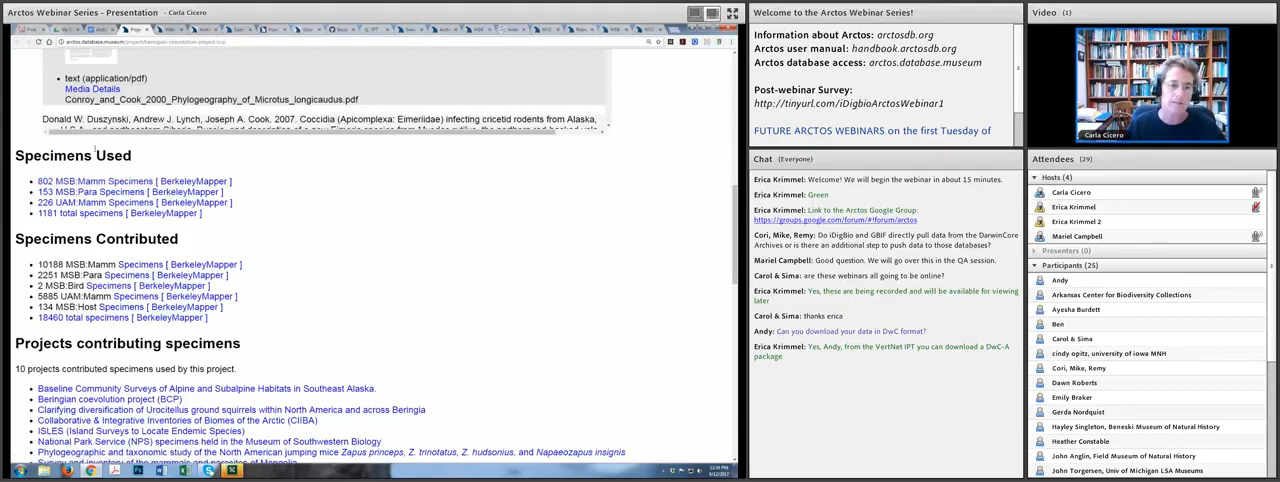 Arctos Webinar Series - Presentation - Carla Cicero
arctos.database.museum/project/beringian-coevolution-project-bcp
text (application/pdf)
Media Details
Conroy_and_Cook_2000_Phylogeography_of_Microtus_longicaudus.pdf
Donald W. Duszynski, Andrew J. Lynch, Joseph A. Cook. 2007. Coccidia (Apicomplexa: Eimeriidae) infecting cricetid rodents from Alaska,
Specimens Used
802 MSB:Mamm Specimens [ BerkeleyMapper ]
153 MSB:Para Specimens [ BerkeleyMapper ]
226 UAM:Mamm Specimens [ BerkeleyMapper ]
1181 total specimens [ BerkeleyMapper ]
Specimens Contributed
10188 MSB:Mamm Specimens [ BerkeleyMapper ]
2251 MSB:Para Specimens [ BerkeleyMapper ]
2 MSB:Bird Specimens [ BerkeleyMapper ]
5885 UAM:Mamm Specimens [ BerkeleyMapper ]
134 MSB:Host Specimens [ BerkeleyMapper ]
18460 total specimens [ BerkeleyMapper ]
Projects contributing specimens
10 projects contributed specimens used by this project.
Baseline Community Surveys of Alpine and Subalpine Habitats in Southeast Alaska.
Beringian coevolution project (BCP)
Clarifying diversification of Urocitellus ground squirrels within North America and across Beringia
Collaborative & Integrative Inventories of Biomes of the Arctic (CIIBA)
ISLES (Island Surveys to Locate Endemic Species)
National Park Service (NPS) specimens held in the Museum of Southwestern Biology
Phylogeographic and taxonomic study of the North American jumping mice Zapus princeps, Z. trinotatus, Z. hudsonius, and Napaeozapus insignis
12:34 PM
9/12/2017
Welcome to the Arctos Webinar Series!
Information about Arctos: arctosdb.org
Arctos user manual: handbook.arctosdb.org
Arctos database access: arctos.database.museum
Post-webinar Survey:
http://tinyurl.com/iDigbioArctosWebinar1
FUTURE ARCTOS WEBINARS on the first Tuesday of
Chat (Everyone)
Erica Krimmel: Welcome! We will begin the webinar in about 15 minutes.
Erica Krimmel: Green
Erica Krimmel: Link to the Arctos Google Group:
https://groups.google.com/forum/#!forum/arctos
Cori, Mike, Remy: Do iDigBio and GBIF directly pull data from the DarwinCore
Archives or is there an additional step to push data to those databases?
Mariel Campbell: Good question. We will go over this in the QA session.
Carol & Sima: are these webinars all going to be online?
Erica Krimmel: Yes, these are being recorded and will be available for viewing
later
Carol & Sima: thanks erica
Andy: Can you download your data in DwC format?
Erica Krimmel: Yes, Andy, from the VertNet IPT you can download a DwC-A
package
Video (1)
Carla Cicero
Attendees (29)
Hosts (4)
Carla Cicero
Erica Krimmel
Erica Krimmel 2
Mariel Campbell
Presenters (0)
Participants (25)
Andy
Arkansas Center for Biodiversity Collections
Ayesha Burdett
Ben
Carol & Sima
cindy opitz, university of iowa MNH
Cori, Mike, Remy
Dawn Roberts
Emily Braker
Gerda Nordquist
Hayley Singleton, Beneski Museum of Natural History
Heather Constable
John Anglin, Field Museum of Natural History
John Torgersen, Univ of Michigan LSA Museums